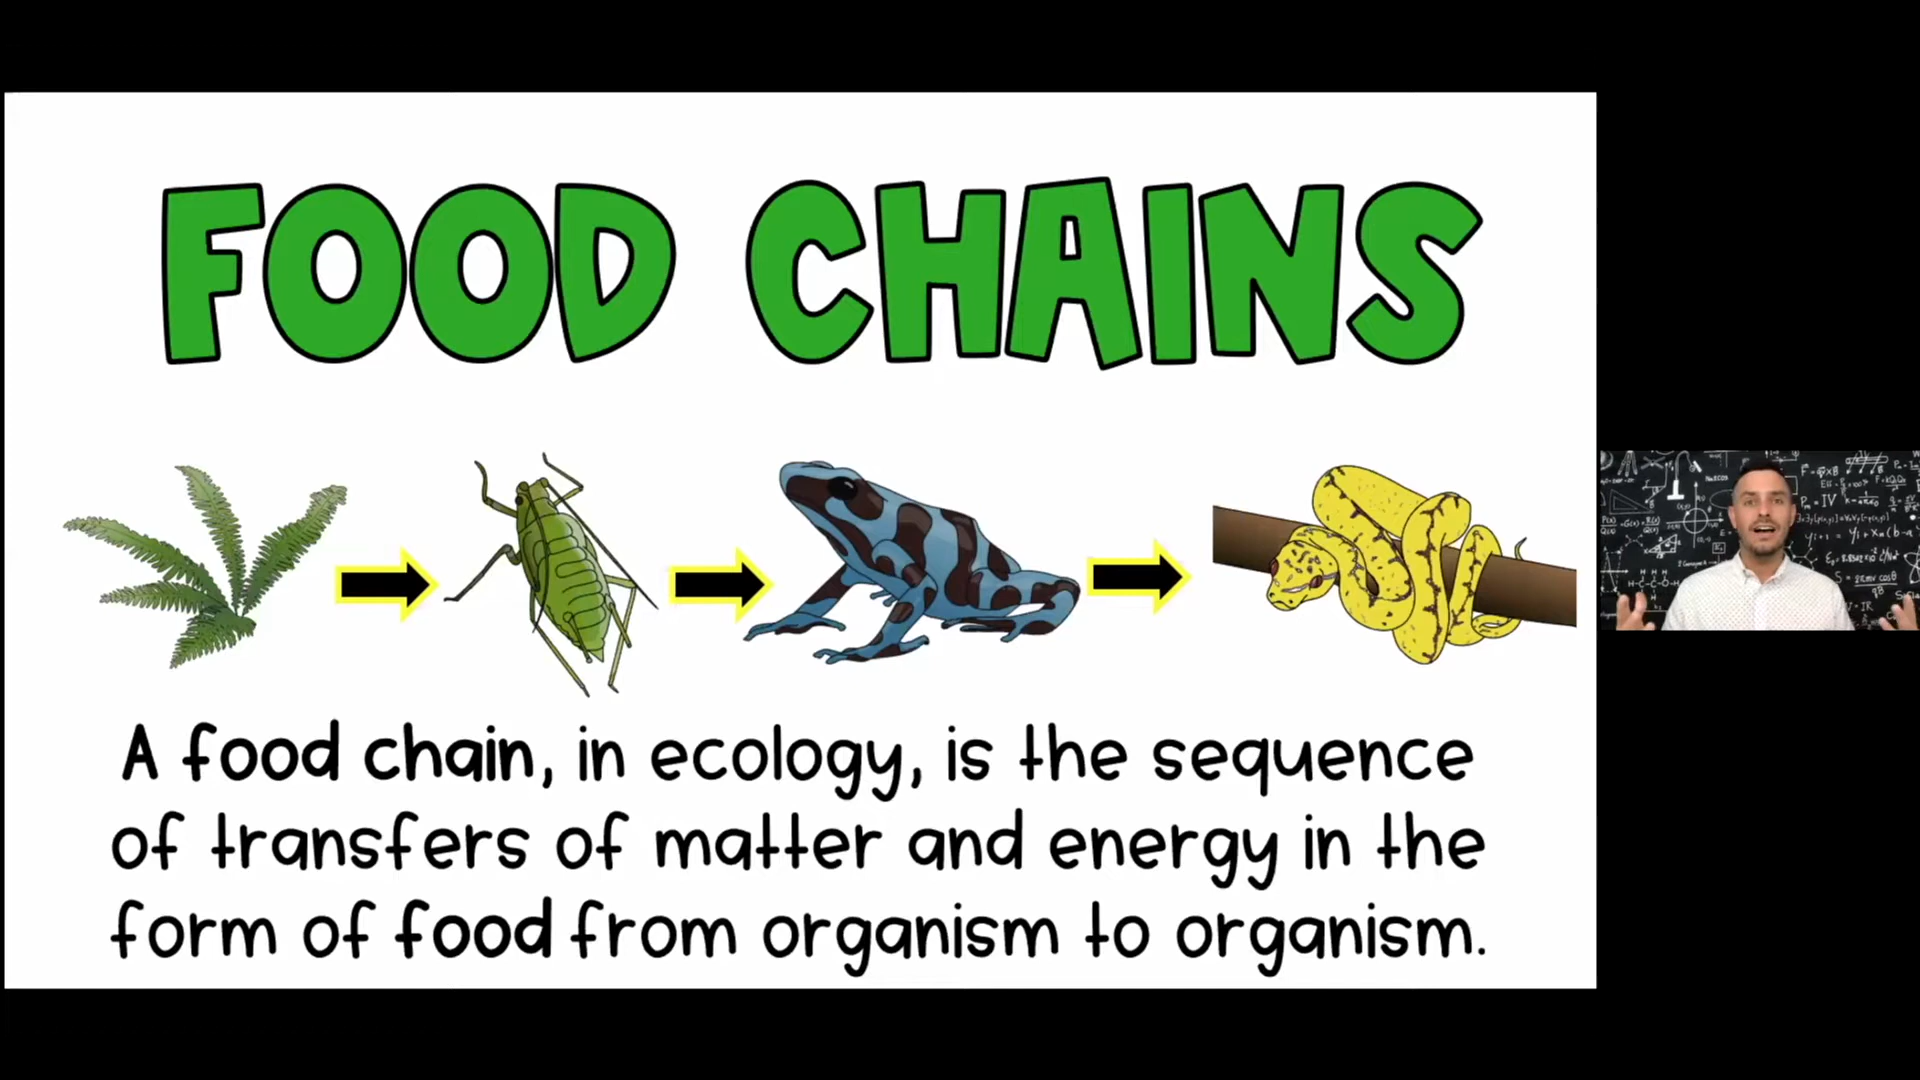 FOOD CHAINS
A food chain, in ecology, is the sequence
of transfers of matter and energy in the
form of food from organism to organism.